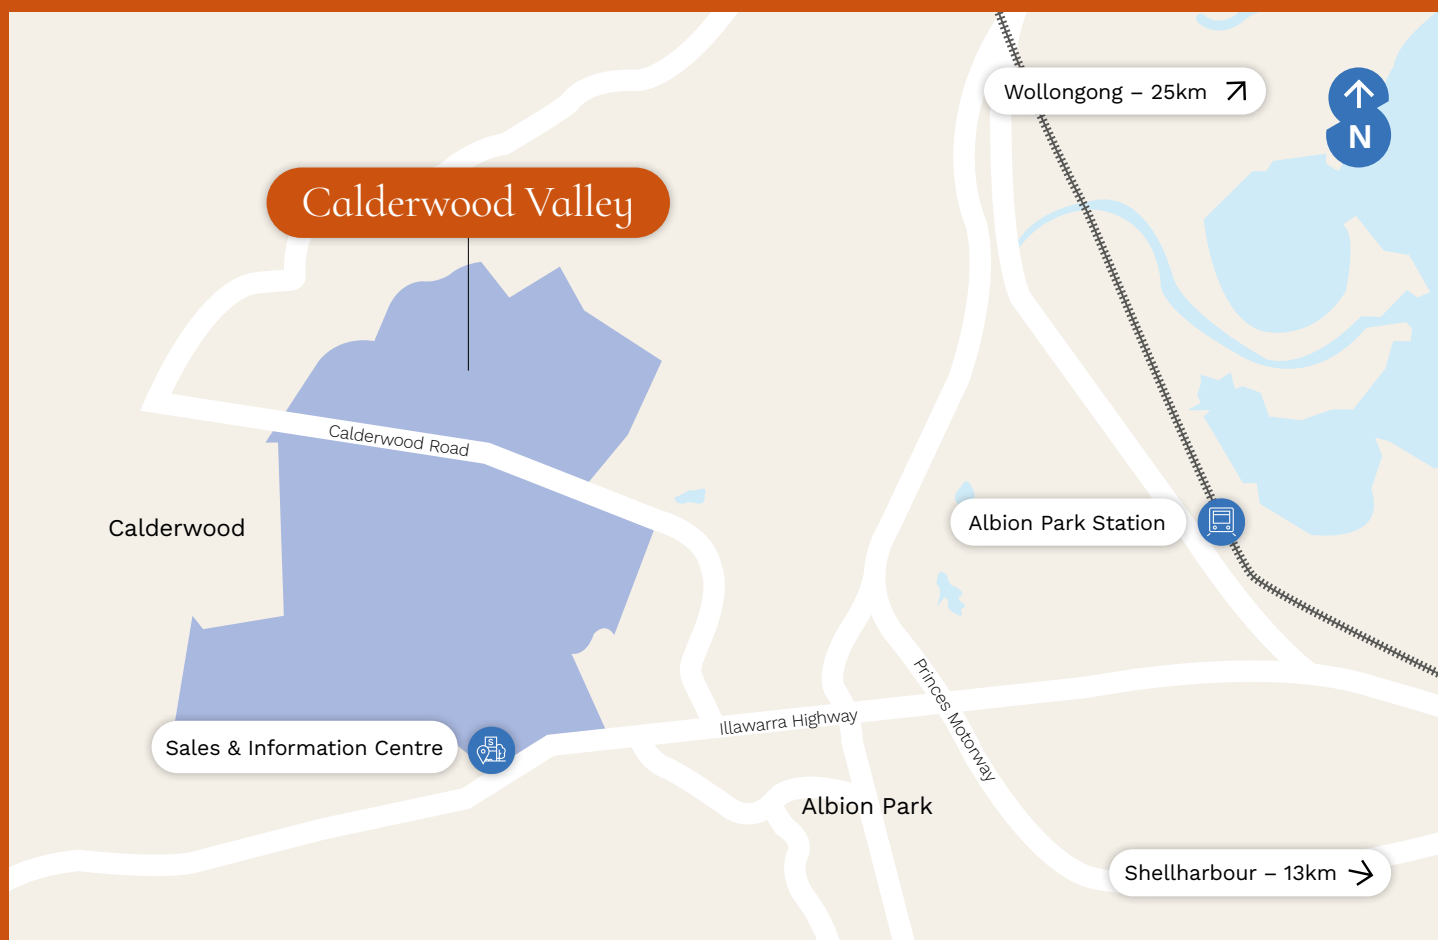 Wollongong – 25km
N
Calderwood Valley
Calderwood Road
Calderwood
Albion Park Station
Princes Motorway
Illawarra Highway
Sales & Information Centre
S
Albion Park
Shellharbour – 13km